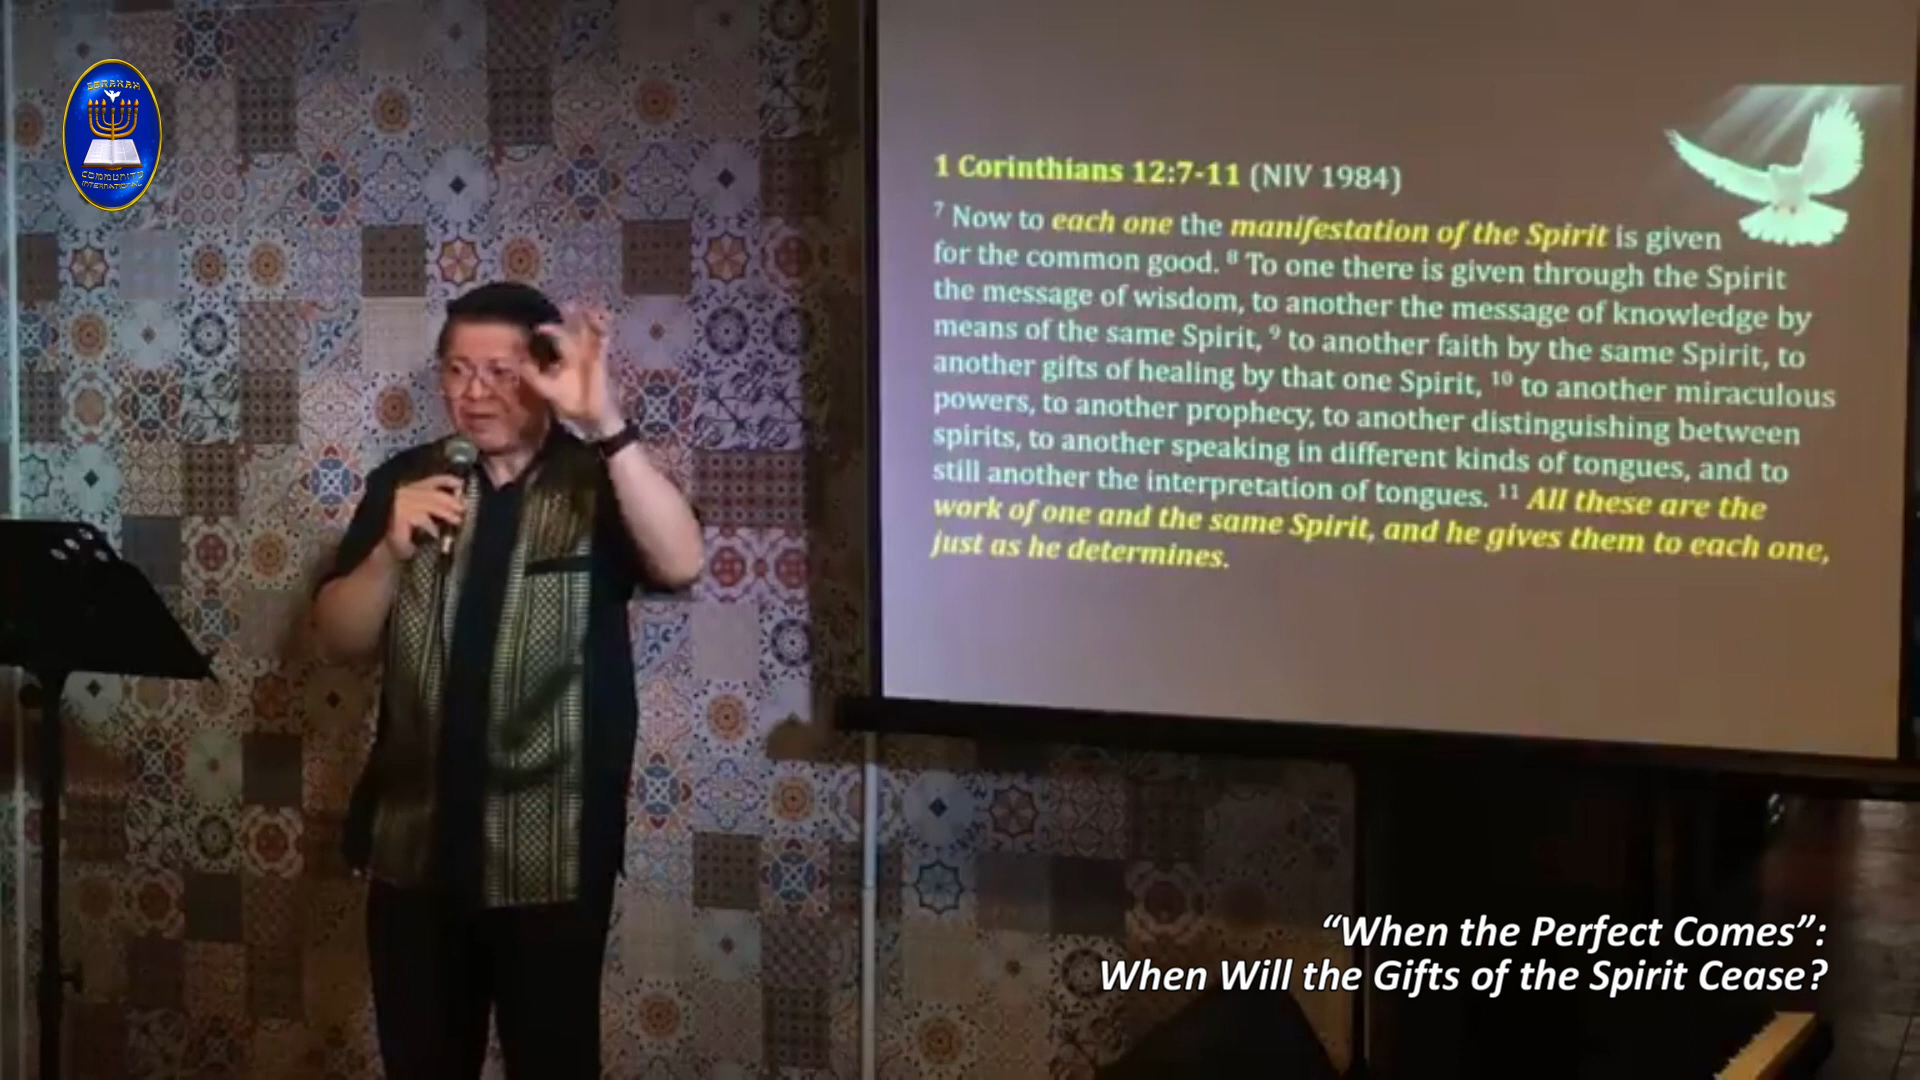 BERAKAH
COMMUNITY
INTERNATIONAL
1 Corinthians 12:7-11 (NIV 1984)
7 Now to each one the manifestation of the Spirit is given
for the common good. 8 To one there is given through the Spirit
the message of wisdom, to another the message of knowledge by
means of the same Spirit, 9 to another faith by the same Spirit, to
another gifts of healing by that one Spirit, 10 to another miraculous
powers, to another prophecy, to another distinguishing between
spirits, to another speaking in different kinds of tongues, and to
still another the interpretation of tongues. 11 All these are the
work of one and the same Spirit, and he gives them to each one,
just as he determines.
“When the Perfect Comes”:
When Will the Gifts of the Spirit Cease?